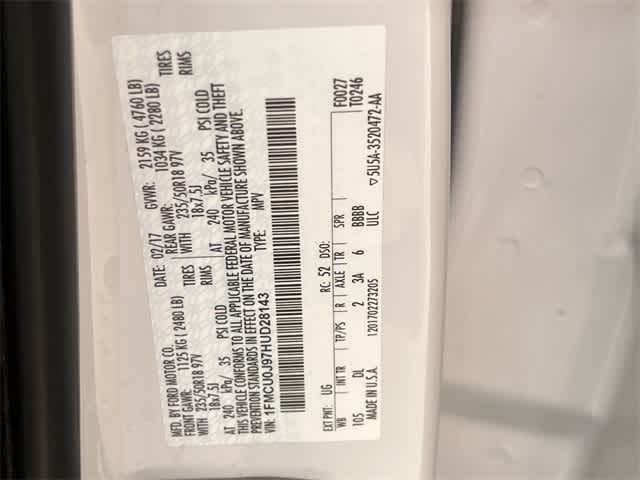 MFD. BY FORD MOTOR CO.
DATE: 02/17 GVWR: 2159 KG ( 4760 LB)
FRONT GAWR: 1125 KG ( 2480 LB) REAR GAWR: 1034 KG ( 2280 LB)
WITH 235/50R18 97V TIRES WITH 235/50R18 97V TIRES
18x7.5J RIMS 18x7.5J RIMS
AT 240 kPa/ 35 PSI COLD AT 240 kPa/ 35 PSI COLD
THIS VEHICLE CONFORMS TO ALL APPLICABLE FEDERAL MOTOR VEHICLE SAFETY AND THEFT
PREVENTION STANDARDS IN EFFECT ON THE DATE OF MANUFACTURE SHOWN ABOVE.
VIN: 1FMCU0J97HUD28143 TYPE: MPV
EXT PNT: UG RC: 52 DSO: F0027
WB INT TR TP/PS R AXLE TR SPR T0246
105 DL 2 3A 6 BBBB
MADE IN U.S.A. 1201702273205 ULC ▽5U5A-3520472-AA